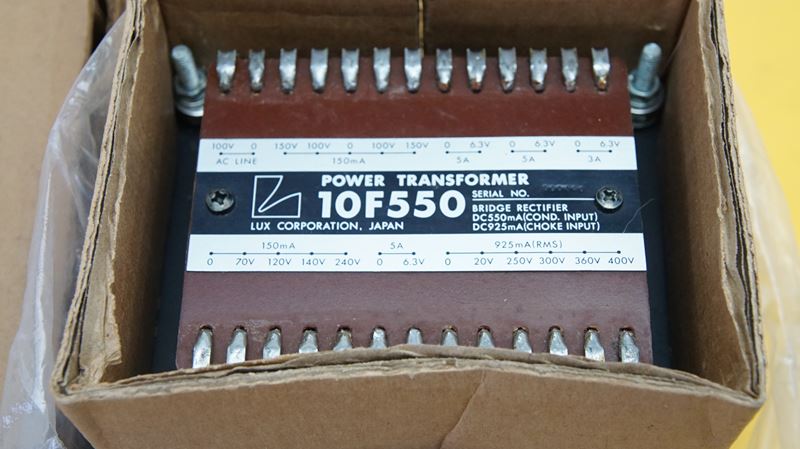 100V 0 150V 100V 0 100V 150V 0 6.3V 0 6.3V 0 6.3V
AC LINE 150mA 5A 5A 3A
POWER TRANSFORMER
10F550
LUX CORPORATION, JAPAN
SERIAL NO.
BRIDGE RECTIFIER
DC550mA(COND. INPUT)
DC925mA(CHOKE INPUT)
150mA 5A 925mA(RMS)
0 70V 120V 140V 240V 0 6.3V 0 20V 250V 300V 360V 400V